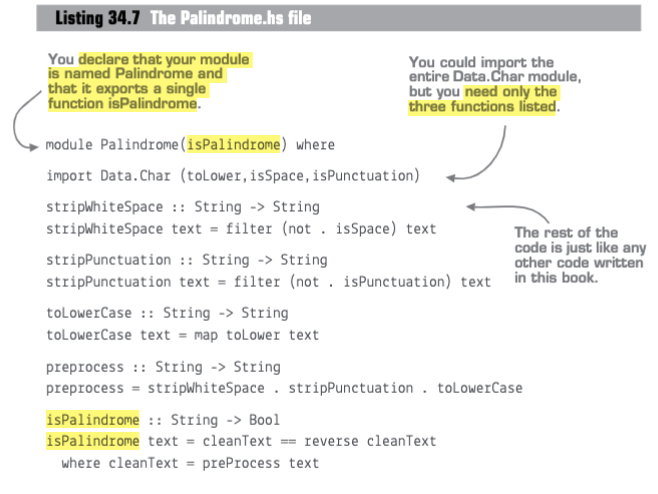 Listing 34.7 The Palindrome.hs file
You declare that your module
is named Palindrome and
that it exports a single
function isPalindrome.
You could import the
entire Data.Char module,
but you need only the
three functions listed.
module Palindrome(isPalindrome) where
import Data.Char (toLower,isSpace,isPunctuation)
stripWhiteSpace :: String -> String
stripWhiteSpace text = filter (not . isSpace) text
The rest of the
code is just like any
other code written
in this book.
stripPunctuation :: String -> String
stripPunctuation text = filter (not . isPunctuation) text
toLowerCase :: String -> String
toLowerCase text = map toLower text
preprocess :: String -> String
preprocess = stripWhiteSpace . stripPunctuation . toLowerCase
isPalindrome :: String -> Bool
isPalindrome text = cleanText == reverse cleanText
  where cleanText = preProcess text